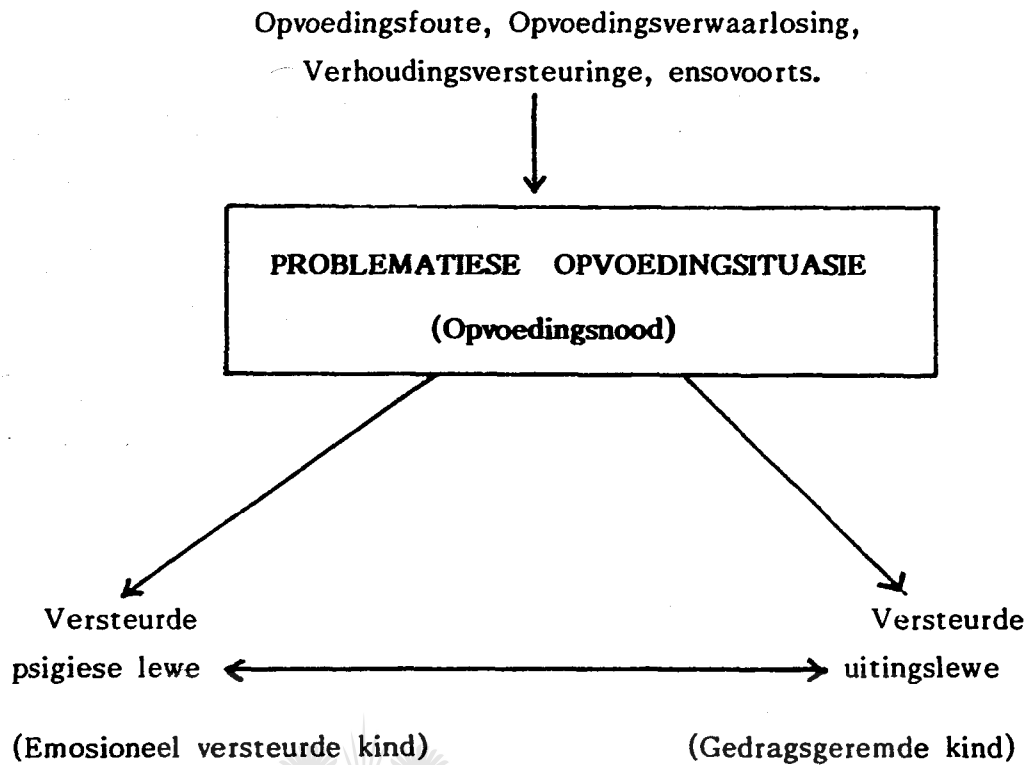 Opvoedingsfoute, Opvoedingsverwaarlosing,
Verhoudingsversteuringe, ensovoorts.
PROBLEMATIESE OPVOEDINGSITUASIE
(Opvoedingsnood)
Versteurde
psigiese lewe
(Emosioneel versteurde kind)
Versteurde
uitingslewe
(Gedragsgeremde kind)